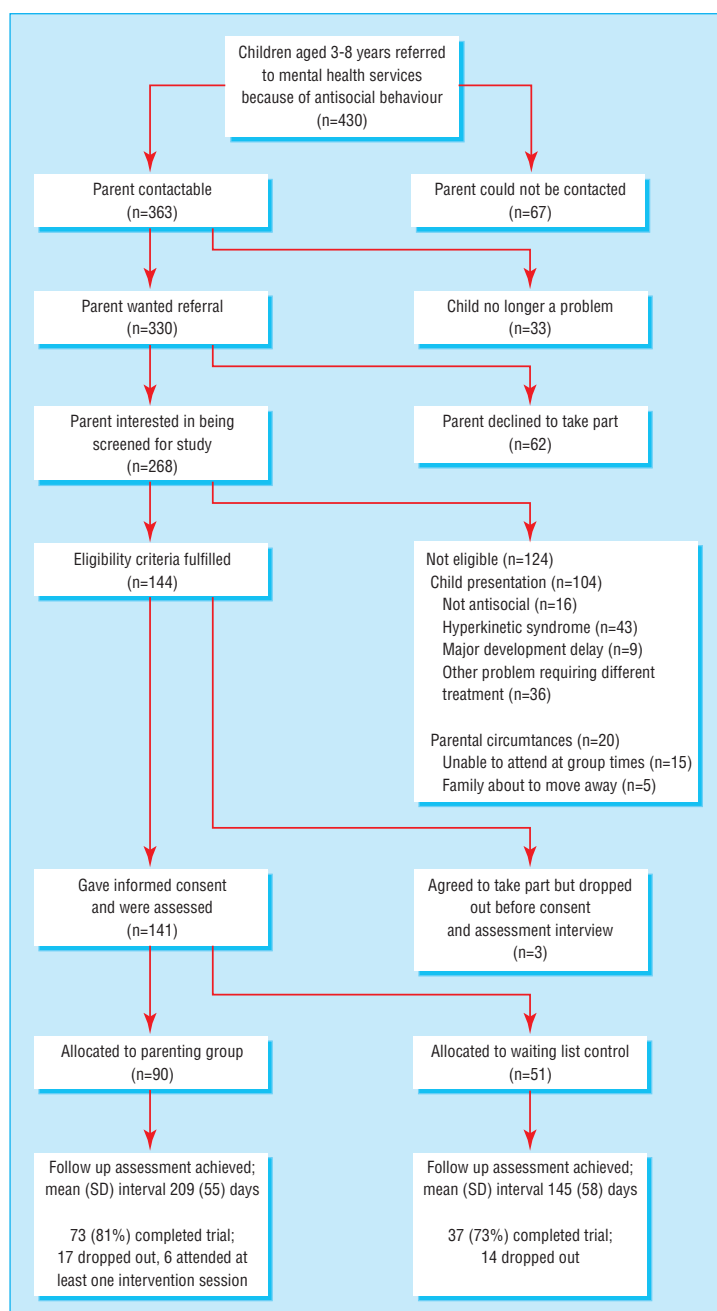 Children aged 3-8 years referred
to mental health services
because of antisocial behaviour
(n=430)
Parent contactable
(n=363)
Parent could not be contacted
(n=67)
Parent wanted referral
(n=330)
Child no longer a problem
(n=33)
Parent interested in being
screened for study
(n=268)
Parent declined to take part
(n=62)
Eligibility criteria fulfilled
(n=144)
Not eligible (n=124)
Child presentation (n=104)
Not antisocial (n=16)
Hyperkinetic syndrome (n=43)
Major development delay (n=9)
Other problem requiring different
treatment (n=36)
Parental circumtances (n=20)
Unable to attend at group times (n=15)
Family about to move away (n=5)
Gave informed consent
and were assessed
(n=141)
Agreed to take part but dropped
out before consent
and assessment interview
(n=3)
Allocated to parenting group
(n=90)
Allocated to waiting list control
(n=51)
Follow up assessment achieved;
mean (SD) interval 209 (55) days
73 (81%) completed trial;
17 dropped out, 6 attended at
least one intervention session
Follow up assessment achieved;
mean (SD) interval 145 (58) days
37 (73%) completed trial;
14 dropped out